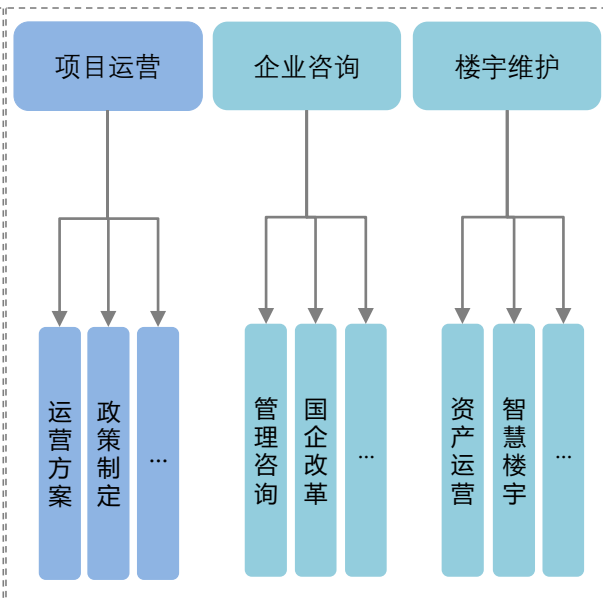 项目运营
企业咨询
楼宇维护
运营方案
政策制定
...
管理咨询
国企改革
...
资产运营
智慧楼宇
...